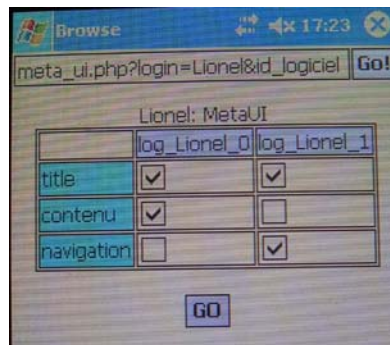 Browse 17:23
meta_ui.php?login=Lionel&id_logiciel Go!
Lionel: MetaUI
log_Lionel_0 log_Lionel_1
title
contenu
navigation
GO